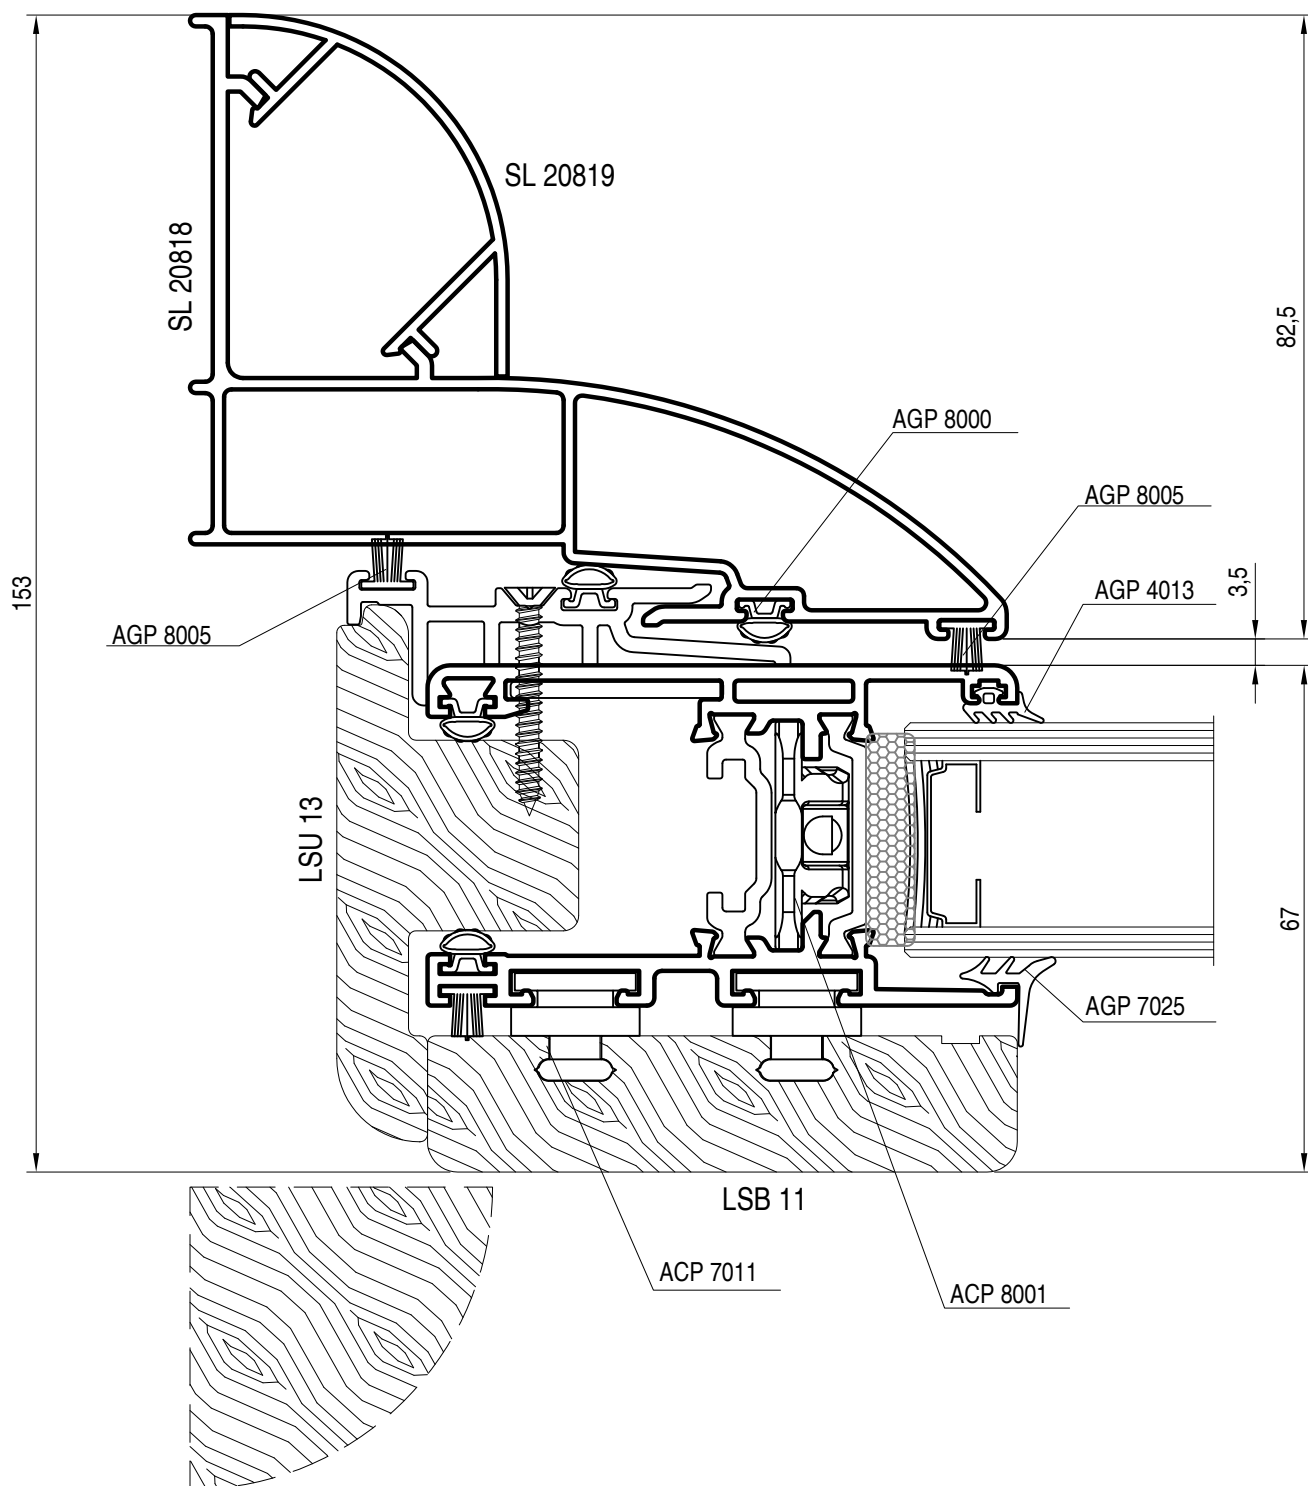 SL 20819
SL 20818
82,5
AGP 8000
AGP 8005
153
3,5
AGP 4013
AGP 8005
LSU 13
67
AGP 7025
LSB 11
ACP 7011
ACP 8001